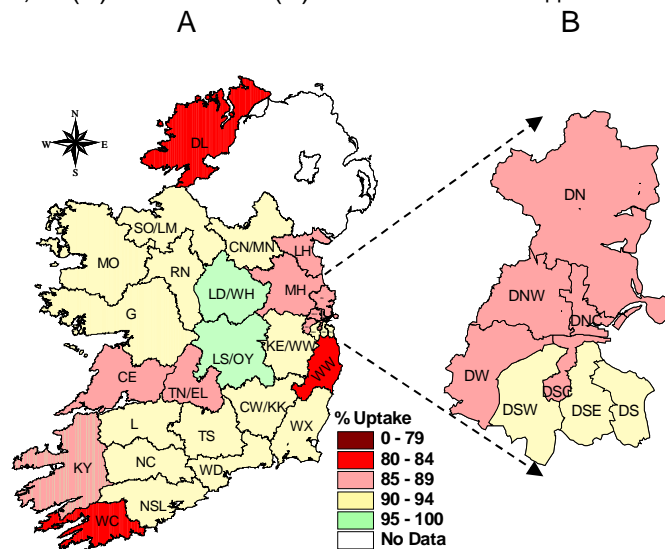 A
B
N
W E
S
DL
SO/LM
CN/MN
LH
MO
RN
LD/WH
MH
G
LS/OY
KE/WW
WW
CE
TN/EL
CW/KK
L
TS
WX
KY
NC
WD
NSL
WC
DN
DNW
DNC
DW
DSC
DSW
DSE
DS
% Uptake
0 - 79
80 - 84
85 - 89
90 - 94
95 - 100
No Data